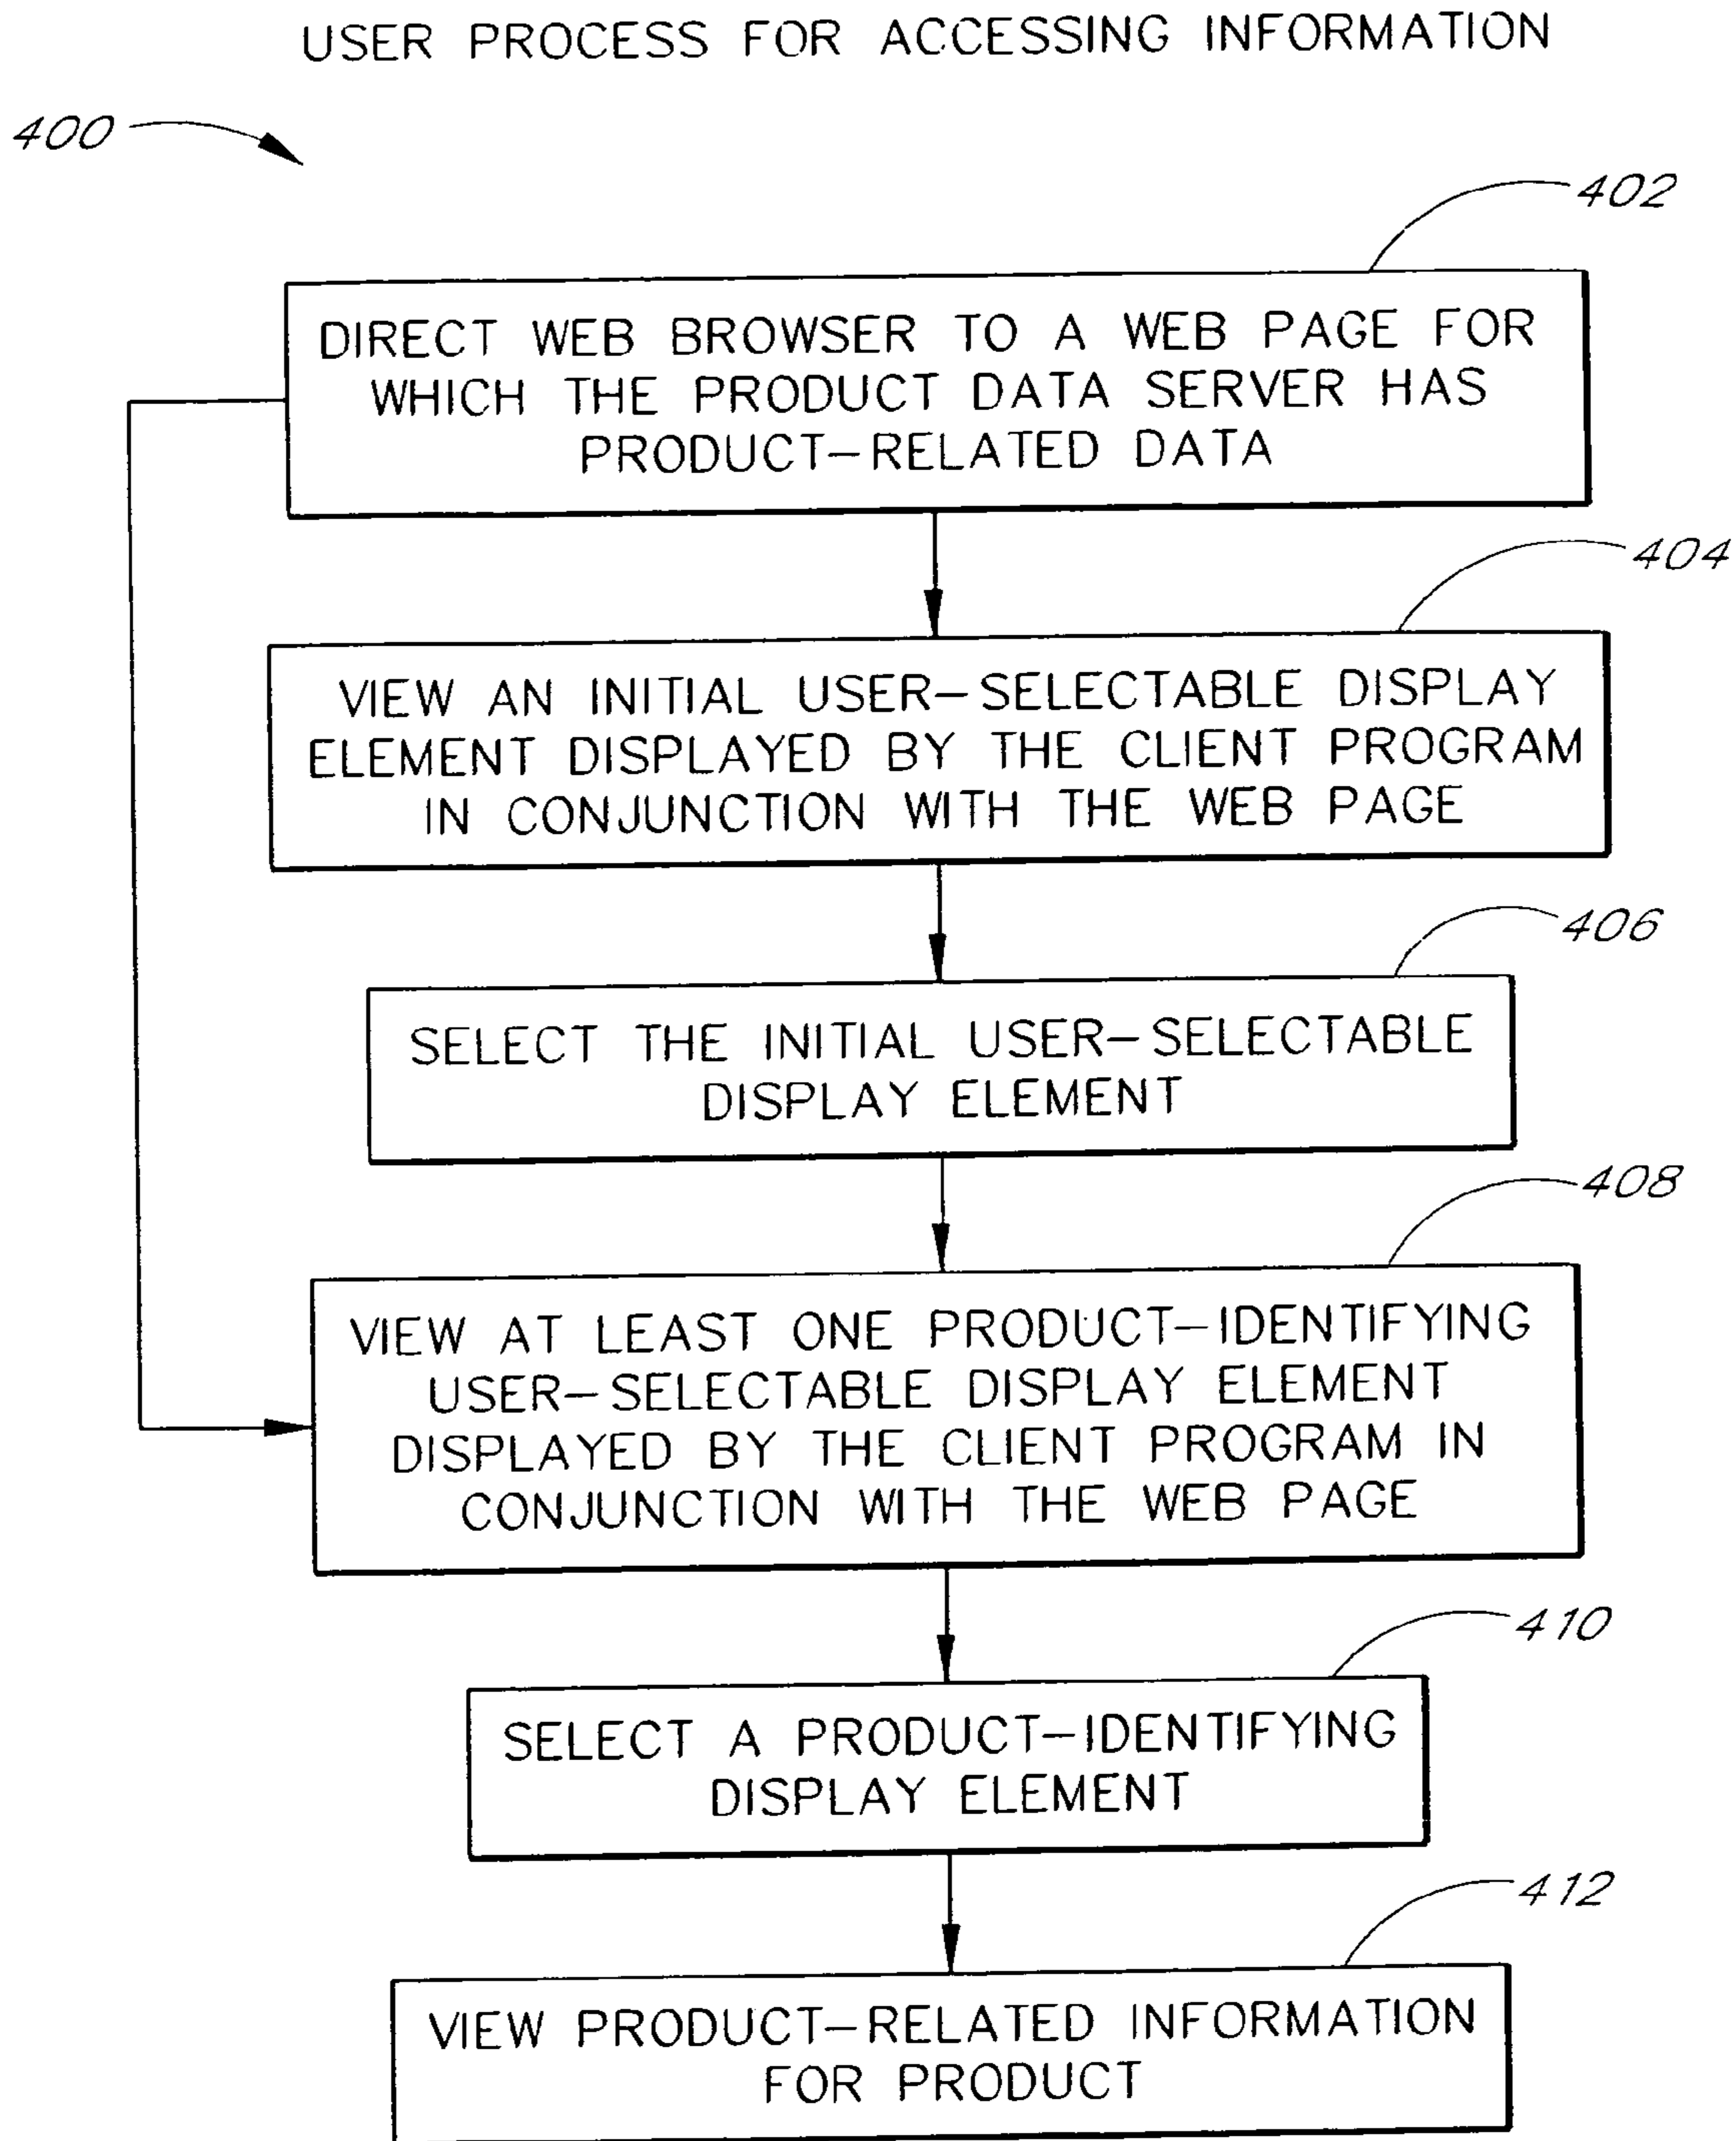 USER PROCESS FOR ACCESSING INFORMATION
400
402
DIRECT WEB BROWSER TO A WEB PAGE FOR
WHICH THE PRODUCT DATA SERVER HAS
PRODUCT-RELATED DATA
404
VIEW AN INITIAL USER-SELECTABLE DISPLAY
ELEMENT DISPLAYED BY THE CLIENT PROGRAM
IN CONJUNCTION WITH THE WEB PAGE
406
SELECT THE INITIAL USER-SELECTABLE
DISPLAY ELEMENT
408
VIEW AT LEAST ONE PRODUCT-IDENTIFYING
USER-SELECTABLE DISPLAY ELEMENT
DISPLAYED BY THE CLIENT PROGRAM IN
CONJUNCTION WITH THE WEB PAGE
410
SELECT A PRODUCT-IDENTIFYING
DISPLAY ELEMENT
412
VIEW PRODUCT-RELATED INFORMATION
FOR PRODUCT